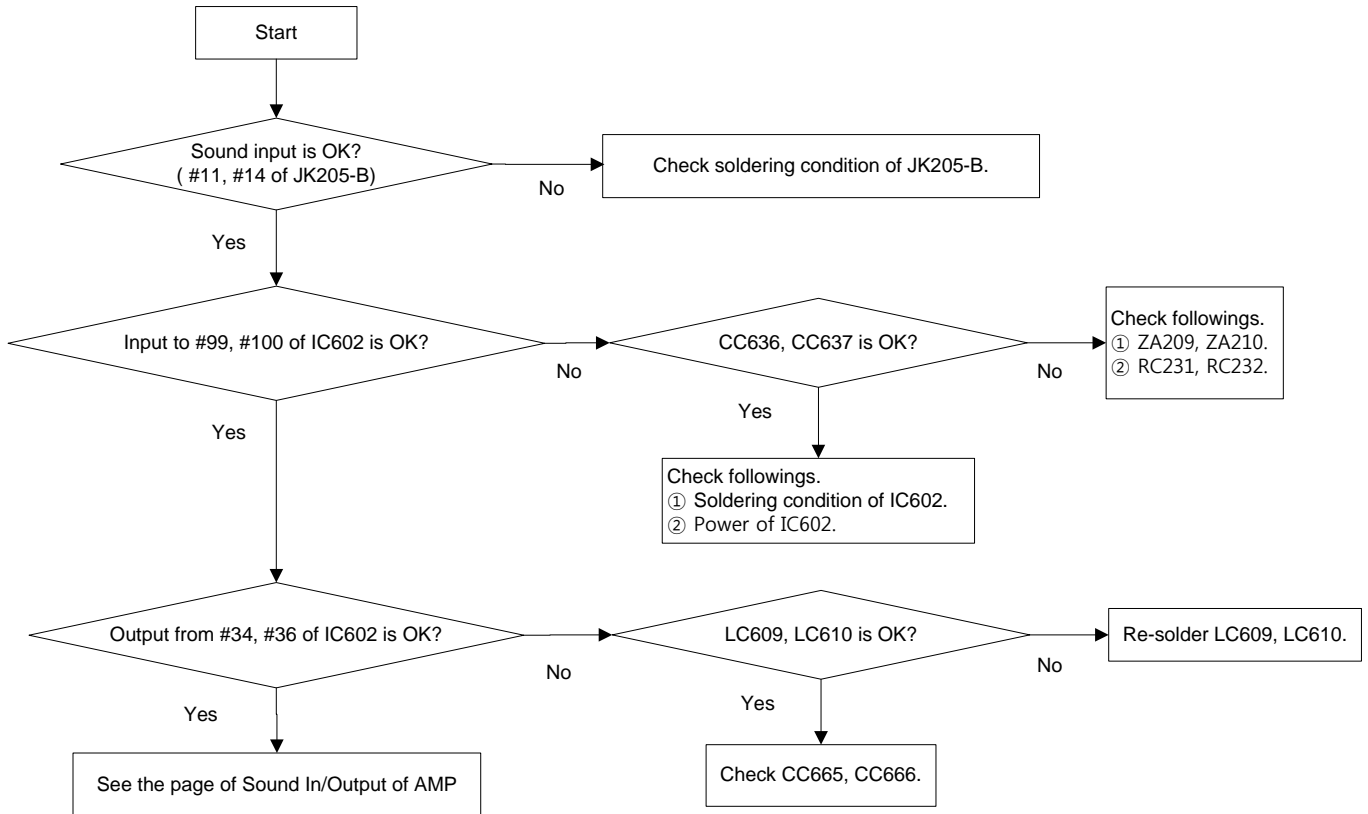 Start
Sound input is OK?
( #11, #14 of JK205-B)
No
Check soldering condition of JK205-B.
Yes
Input to #99, #100 of IC602 is OK?
No
CC636, CC637 is OK?
No
Check followings.
① ZA209, ZA210.
② RC231, RC232.
Yes
Yes
Check followings.
① Soldering condition of IC602.
② Power of IC602.
Output from #34, #36 of IC602 is OK?
No
LC609, LC610 is OK?
No
Re-solder LC609, LC610.
Yes
Yes
See the page of Sound In/Output of AMP
Check CC665, CC666.